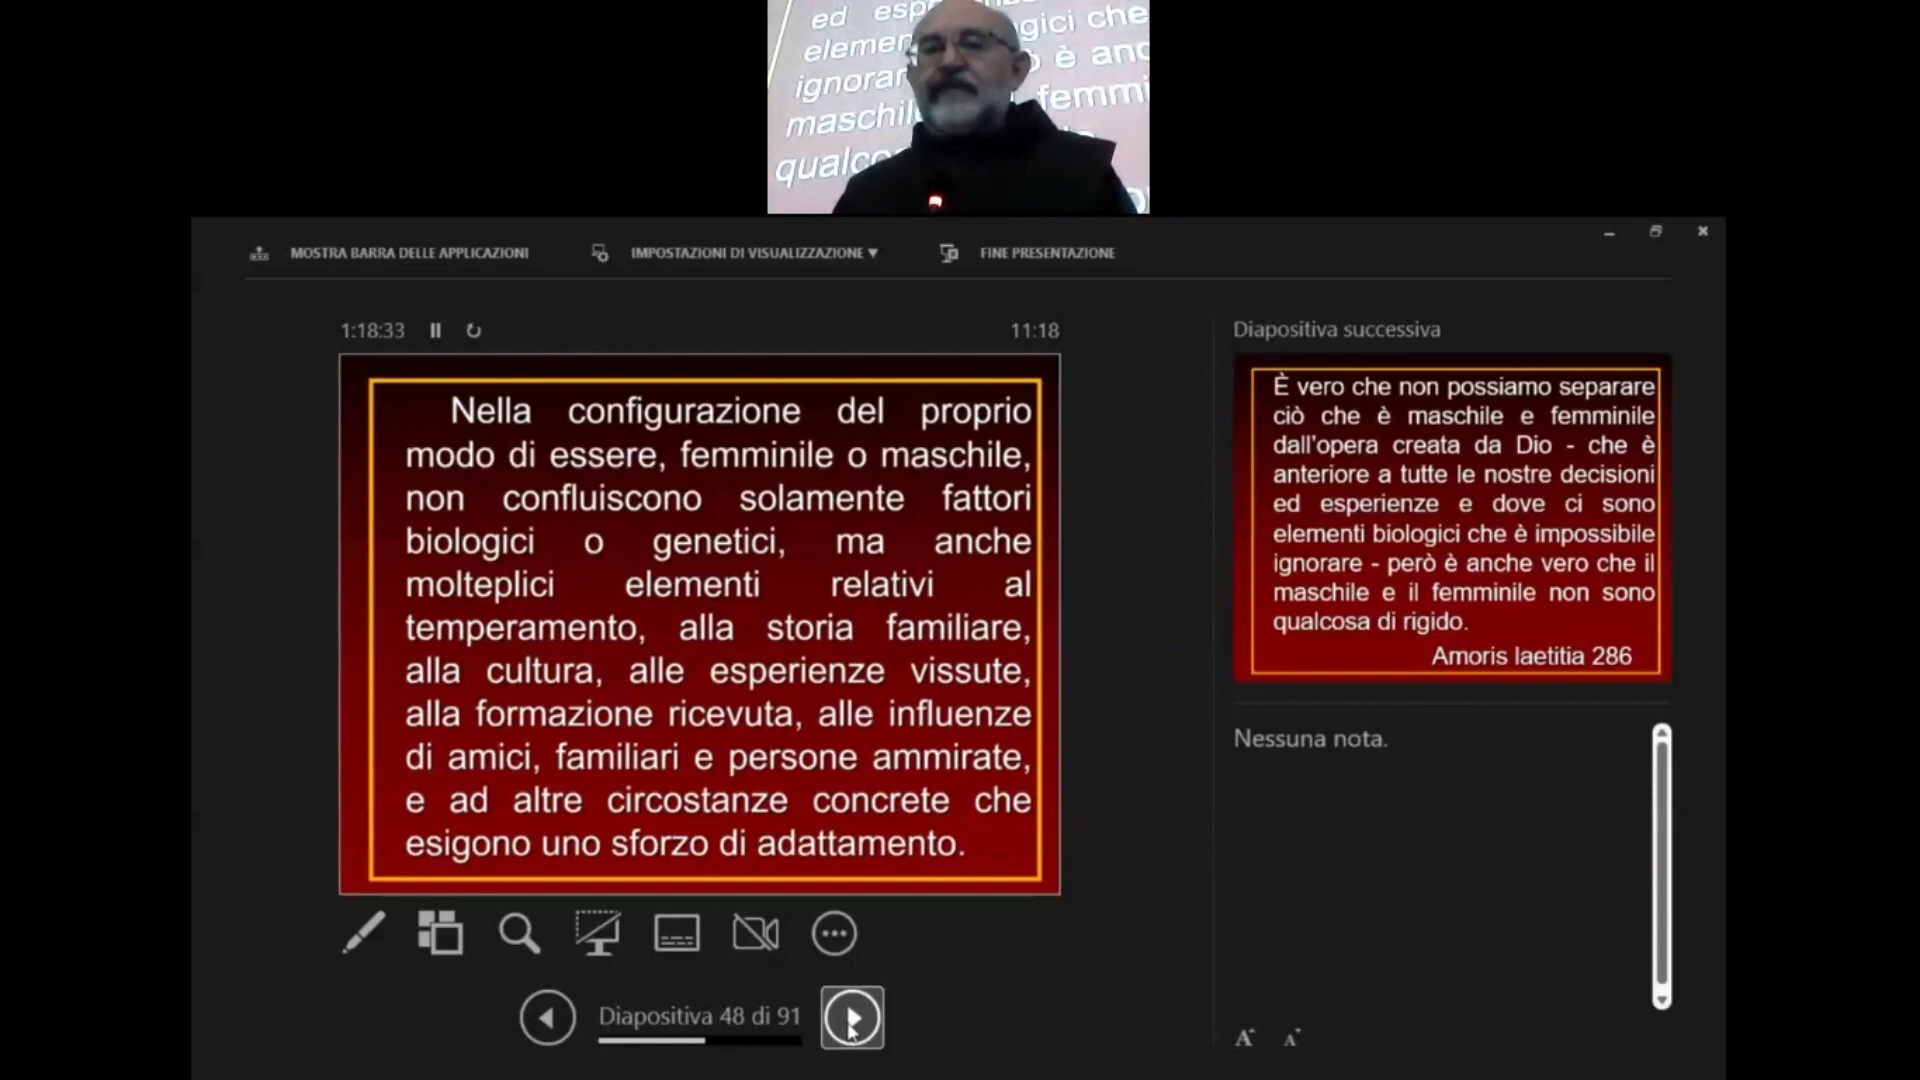 ed esp
elemen gici che
ignorar ò è anc
maschil femmi
qualco
MOSTRA BARRA DELLE APPLICAZIONI IMPOSTAZIONI DI VISUALIZZAZIONE ▼ FINE PRESENTAZIONE
1:18:33 11:18
Nella configurazione del proprio
modo di essere, femminile o maschile,
non confluiscono solamente fattori
biologici o genetici, ma anche
molteplici elementi relativi al
temperamento, alla storia familiare,
alla cultura, alle esperienze vissute,
alla formazione ricevuta, alle influenze
di amici, familiari e persone ammirate,
e ad altre circostanze concrete che
esigono uno sforzo di adattamento.
Diapositiva 48 di 91
Diapositiva successiva
È vero che non possiamo separare
ciò che è maschile e femminile
dall'opera creata da Dio - che è
anteriore a tutte le nostre decisioni
ed esperienze e dove ci sono
elementi biologici che è impossibile
ignorare - però è anche vero che il
maschile e il femminile non sono
qualcosa di rigido.
Amoris laetitia 286
Nessuna nota.
A A